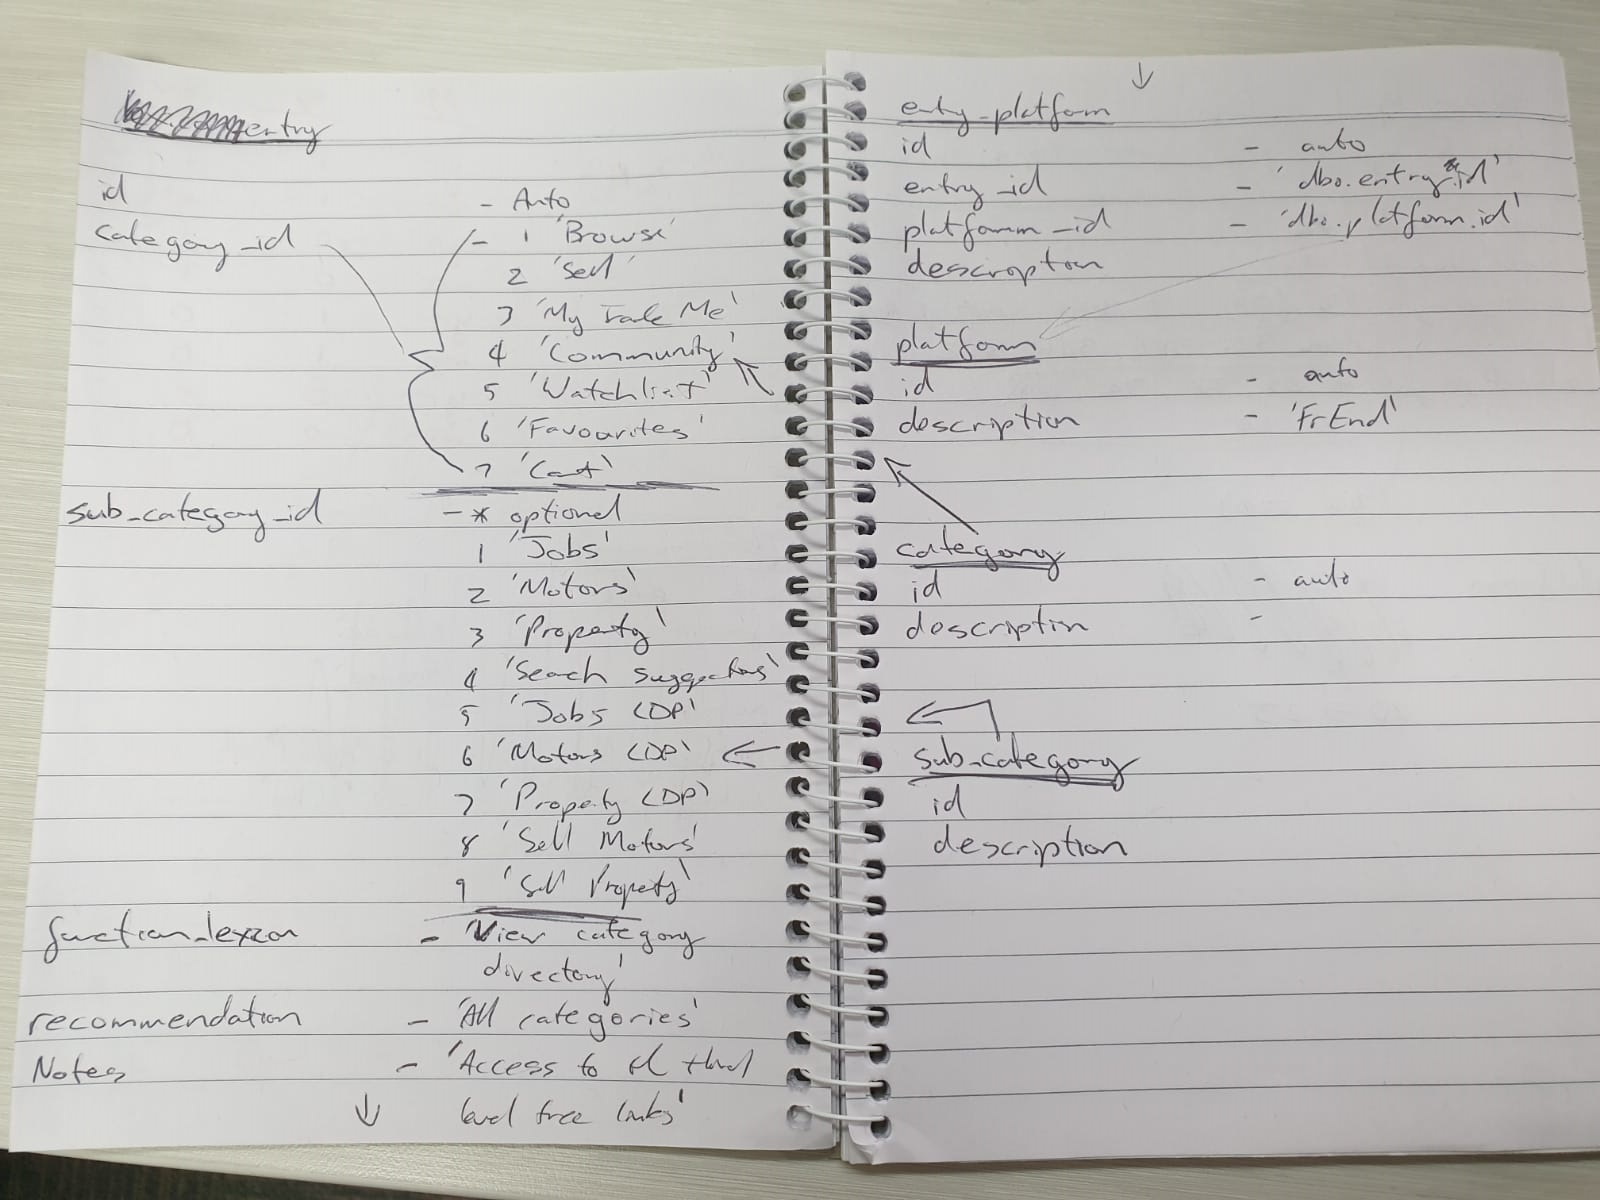 entry
id - Auto
category_id - 1 'Browse'
2 'Sell'
3 'My Trade Me'
4 'Community'
5 'Watchlist'
6 'Favourites'
7 'Cart'
sub_category_id - * optional
1 'Jobs'
2 'Motors'
3 'Property'
4 'Search Suggestions'
5 'Jobs LDP'
6 'Motors LDP'
7 'Property LDP'
8 'Sell Motors'
9 'Sell Property'
function_lexicon - 'View category
directory'
recommendation - 'All categories'
Notes - 'Access to
level tree links'
entity_platform
id - auto
entry_id - 'dbo.entry.id'
platform_id - 'dbo.platform.id'
description
platform
id - auto
description - 'FrEnd'
category
id - auto
description -
sub_category
id
description